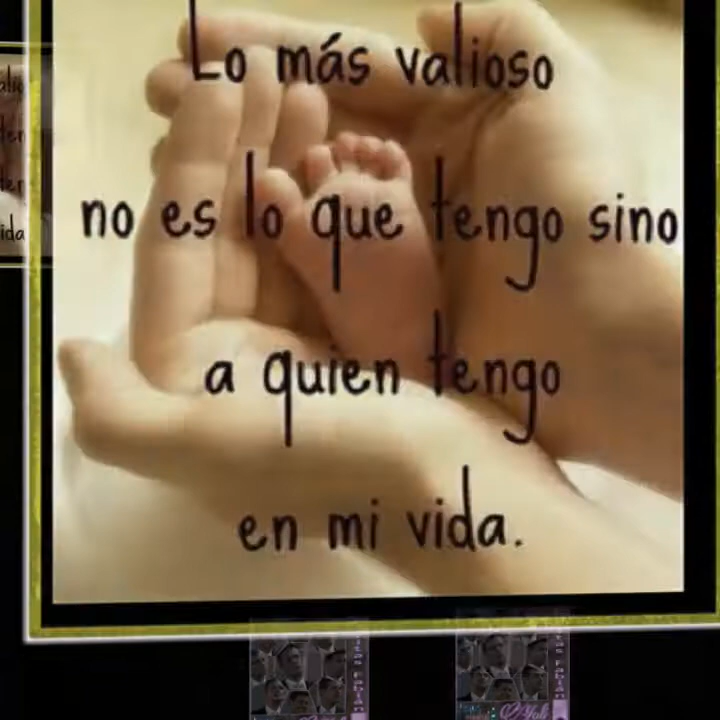 Lo más valioso
no es lo que tengo sino
a quien tengo
en mi vida.